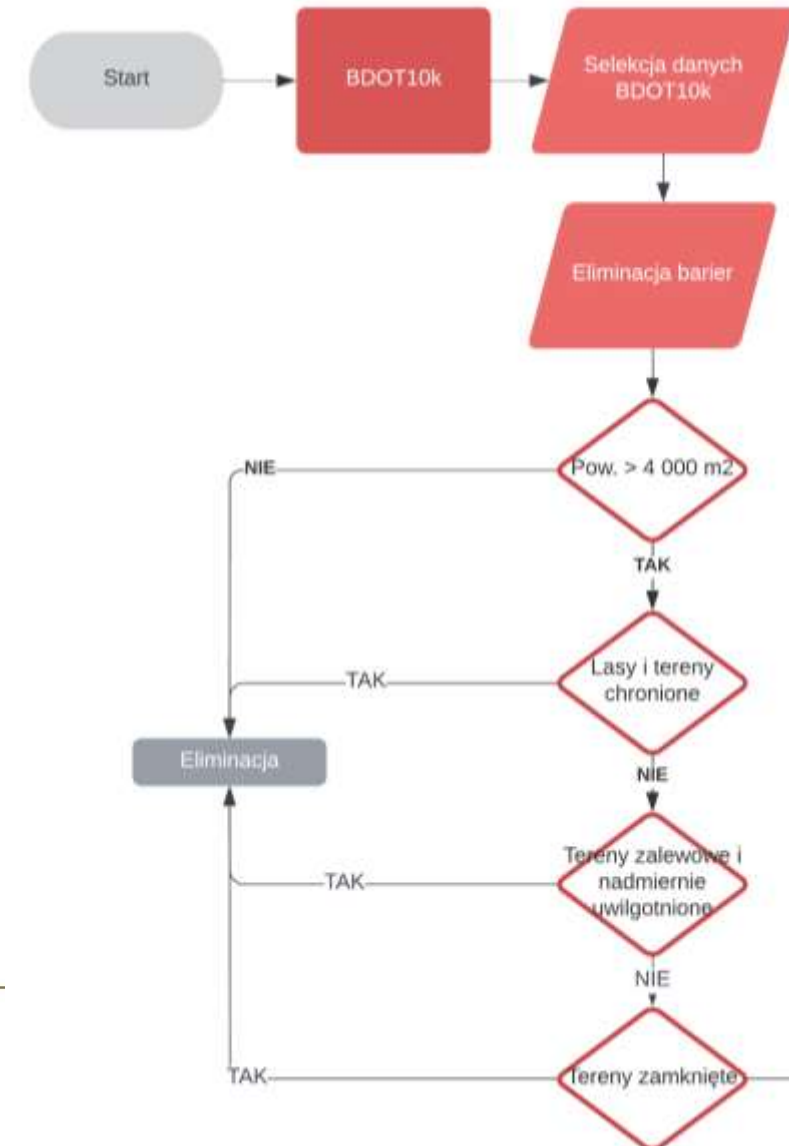 Start
BDOT10k
Selekcja danych
BDOT10k
Eliminacja barier
Pow. > 4 000 m2
NIE
TAK
Lasy i tereny
chronione
TAK
NIE
Eliminacja
Tereny zalewowe i
nadmiernie
uwilgotnione
TAK
NIE
Tereny zamknięte
TAK